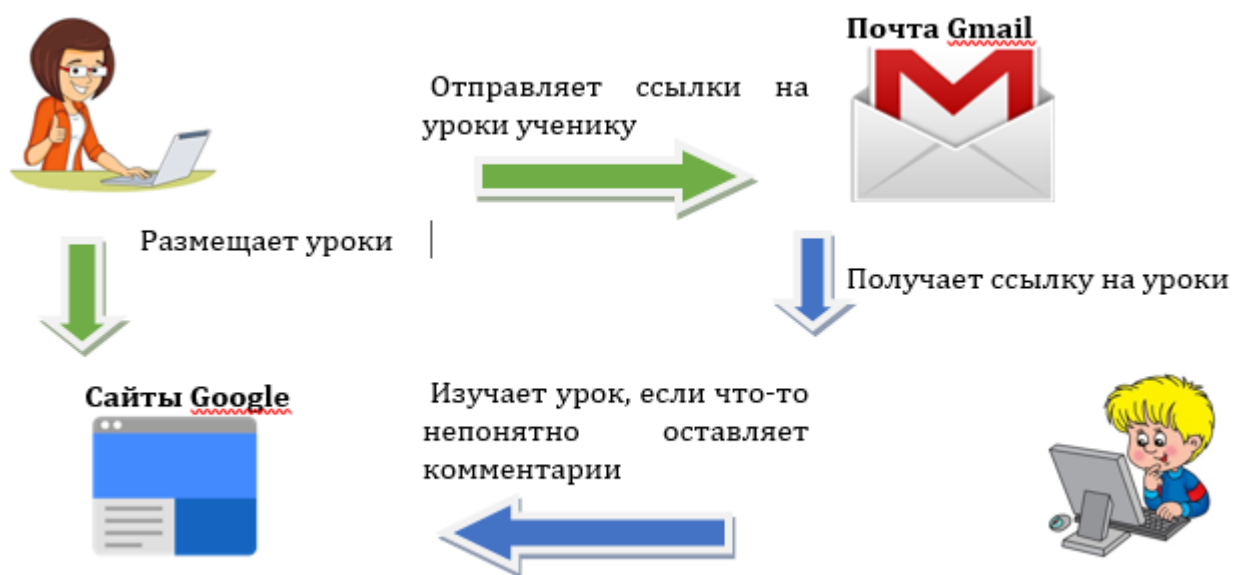 Почта Gmail
Отправляет ссылки на
уроки ученику
Размещает уроки
Получает ссылку на уроки
Сайты Google
Изучает урок, если что-то
непонятно оставляет
комментарии